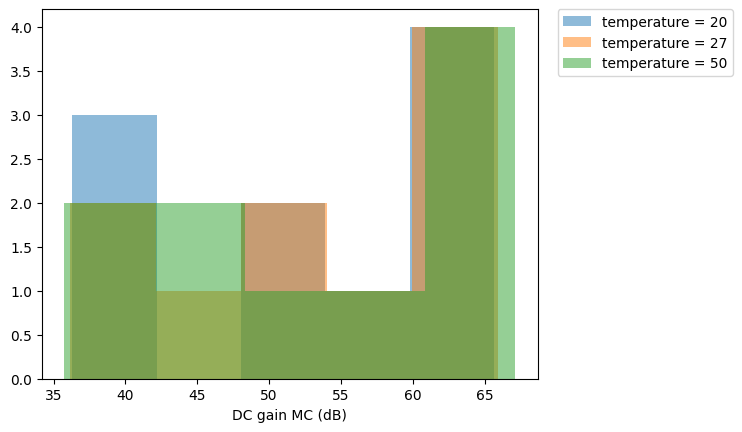 4.0
3.5
3.0
2.5
2.0
1.5
1.0
0.5
0.0
35 40 45 50 55 60 65
DC gain MC (dB)
temperature = 20
temperature = 27
temperature = 50